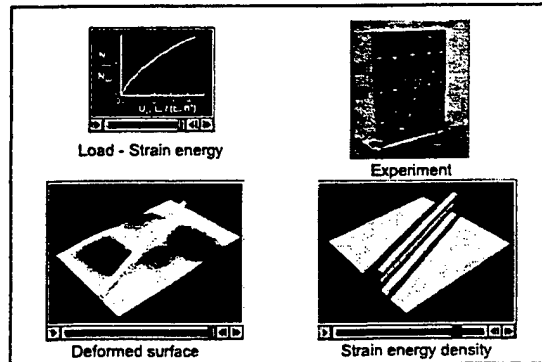 Load - Strain energy
Experiment
Deformed surface
Strain energy density